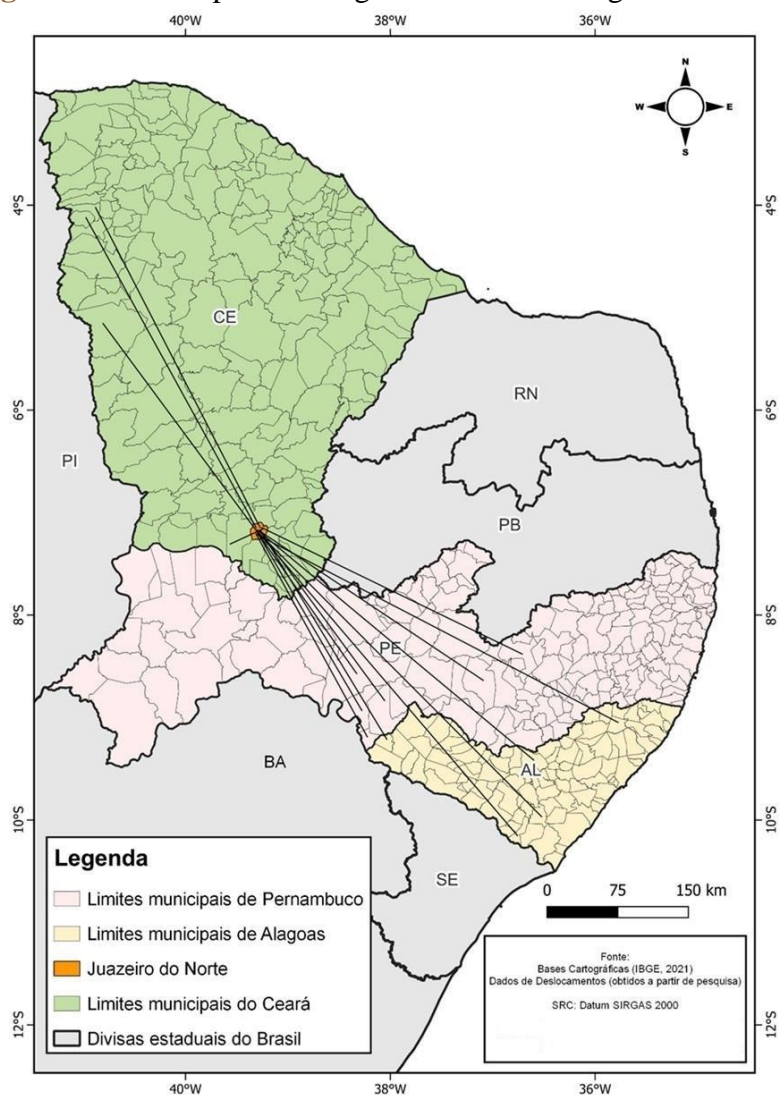 40°W 38°W 36°W
N
W E
S
4°S 4°S
CE
RN
6°S 6°S
PI
PB
8°S 8°S
PE
BA
AL
10°S 10°S
SE
Legenda
Limites municipais de Pernambuco
Limites municipais de Alagoas
Juazeiro do Norte
Limites municipais do Ceará
Divisas estaduais do Brasil
0 75 150 km
Fonte:
Bases Cartográficas (IBGE, 2021)
Dados de Deslocamentos (obtidos a partir de pesquisa)
SRC: Datum SIRGAS 2000
12°S 12°S
40°W 38°W 36°W